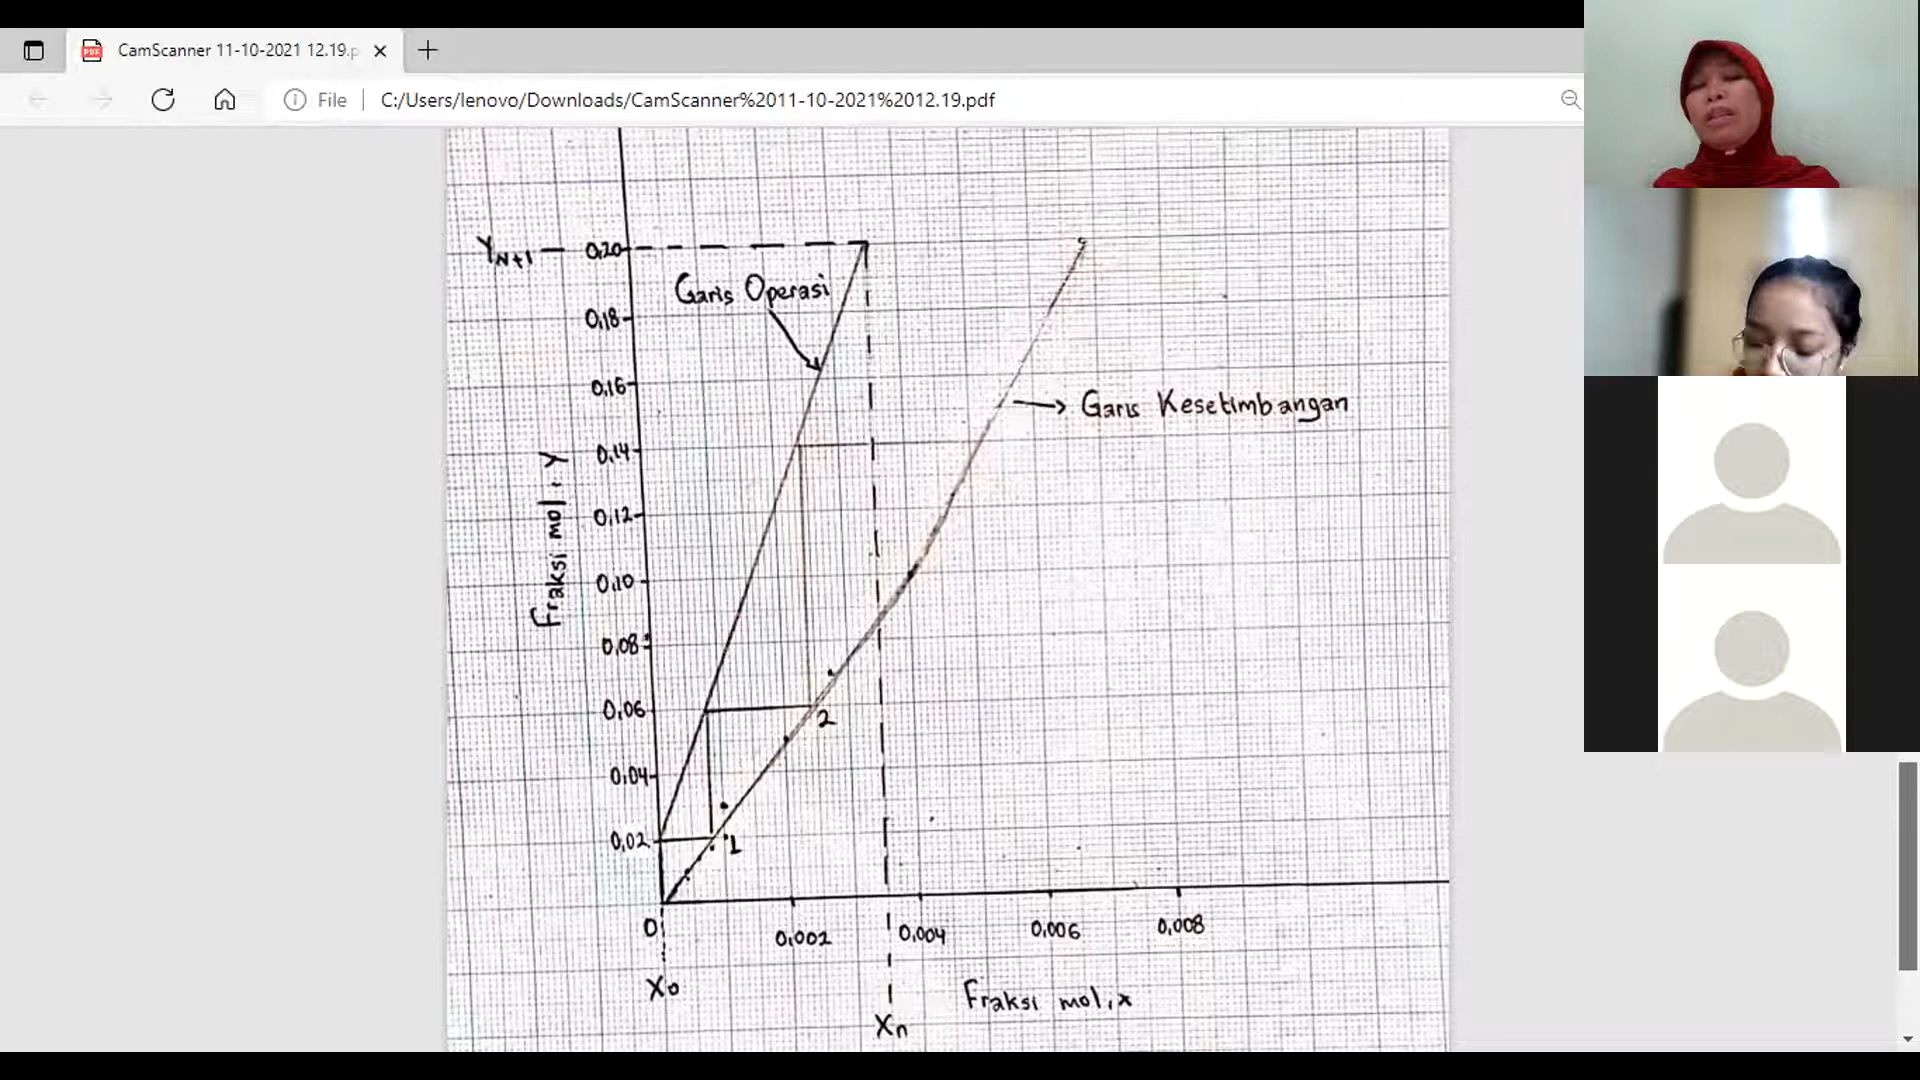 CamScanner 11-10-2021 12.19.p
File
C:/Users/lenovo/Downloads/CamScanner%2011-10-2021%2012.19.pdf
YN+1
0,20
Garis Operasi
0,18
0,16
Garis Kesetimbangan
0,14
Fraksi mol, Y
0,12
0,10
0,08
0,06
2
0,04
0,02
1
0
0,002
0,004
0,006
0,008
X0
Fraksi mol, x
Xn